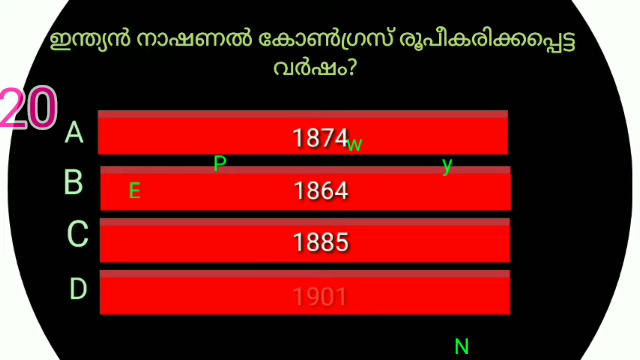 ഇന്ത്യൻ നാഷണൽ കോൺഗ്രസ് രൂപീകരിക്കപ്പെട്ട
വർഷം?
20
A 1874
w
P
y
B E 1864
C 1885
D 1901
N